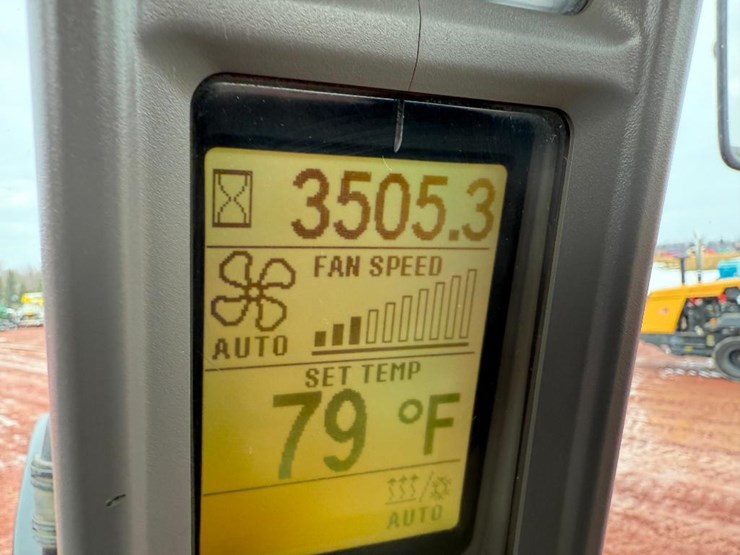 3505.3
FAN SPEED
AUTO
SET TEMP
79 °F
AUTO